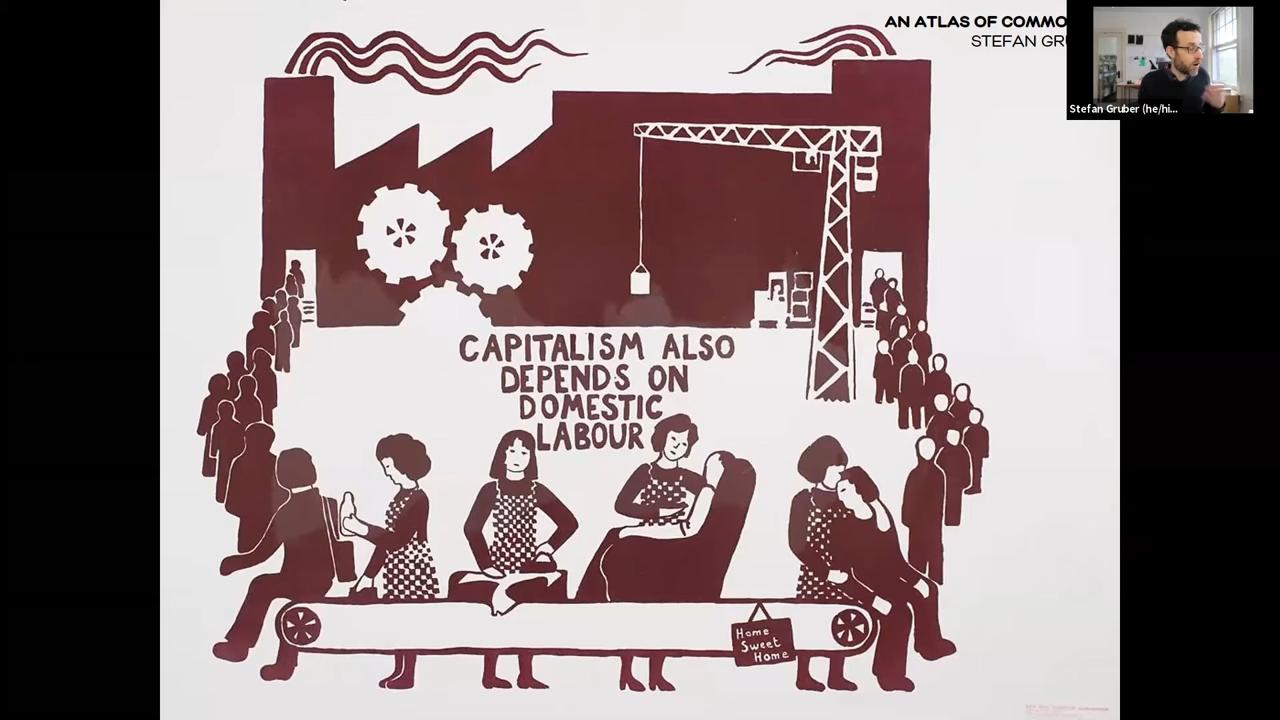 AN ATLAS OF COMMO
STEFAN GRU
Stefan Gruber (he/hi...
CAPITALISM ALSO
DEPENDS ON
DOMESTIC
LABOUR
Home
Sweet
Home